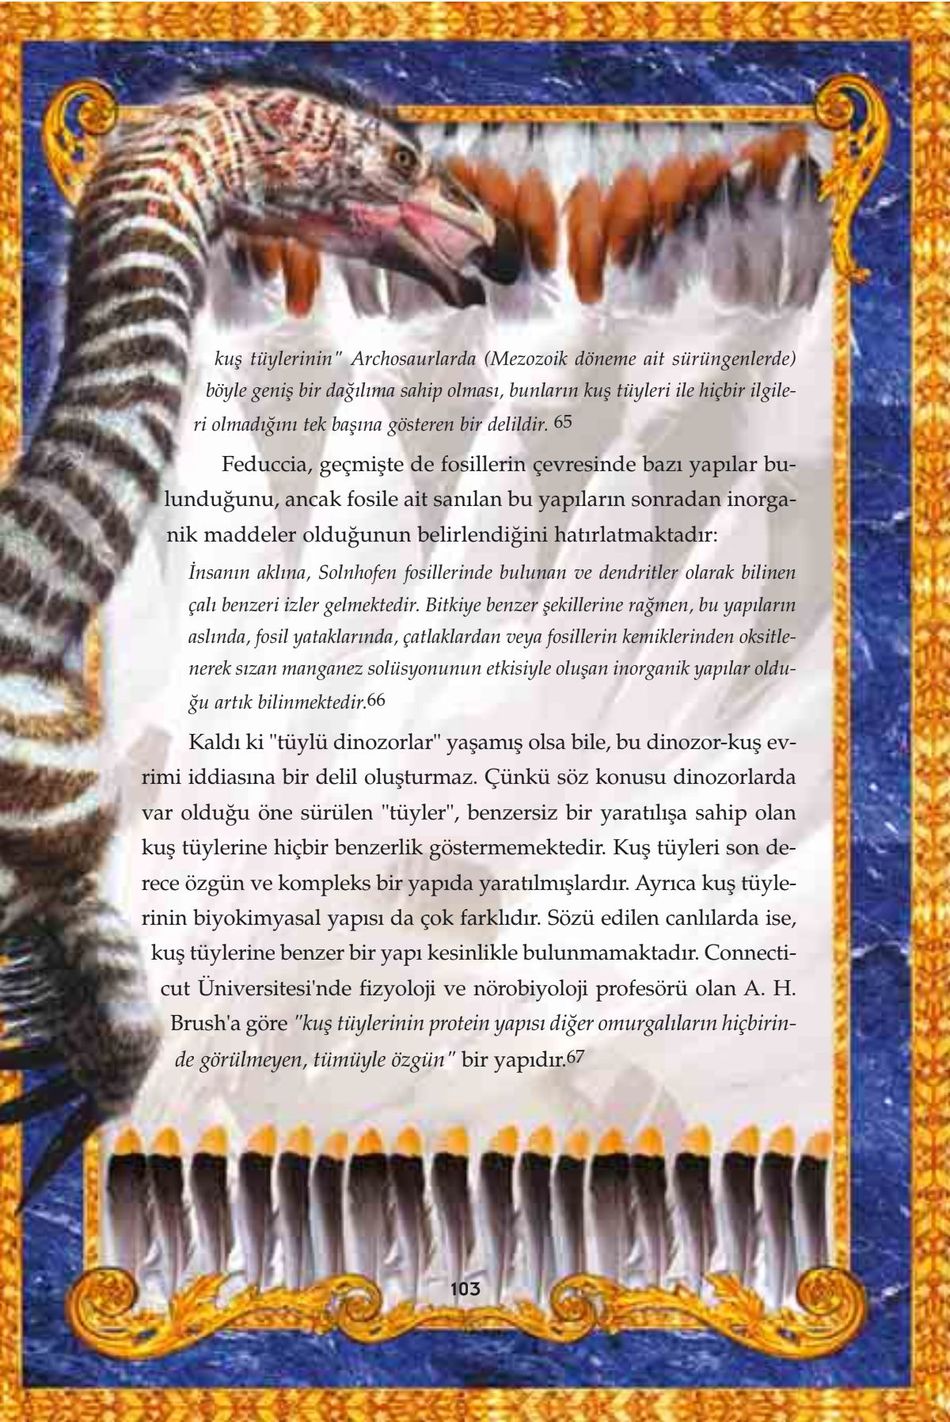 kuş tüylerinin" Archosaurlarda (Mezozoik döneme ait sürüngenlerde)
böyle geniş bir dağılıma sahip olması, bunların kuş tüyleri ile hiçbir ilgile-
ri olmadığını tek başına gösteren bir delildir. 65
Feduccia, geçmişte de fosillerin çevresinde bazı yapılar bu-
lunduğunu, ancak fosile ait sanılan bu yapıların sonradan inorga-
nik maddeler olduğunun belirlendiğini hatırlatmaktadır:
İnsanın aklına, Solnhofen fosillerinde bulunan ve dendritler olarak bilinen
çalı benzeri izler gelmektedir. Bitkiye benzer şekillerine rağmen, bu yapıların
aslında, fosil yataklarında, çatlaklardan veya fosillerin kemiklerinden oksitle-
nerek sızan manganez solüsyonunun etkisiyle oluşan inorganik yapılar oldu-
ğu artık bilinmektedir.66
Kaldı ki "tüylü dinozorlar" yaşamış olsa bile, bu dinozor-kuş ev-
rimi iddiasına bir delil oluşturmaz. Çünkü söz konusu dinozorlarda
var olduğu öne sürülen "tüyler", benzersiz bir yaratılışa sahip olan
kuş tüylerine hiçbir benzerlik göstermemektedir. Kuş tüyleri son de-
rece özgün ve kompleks bir yapıda yaratılmışlardır. Ayrıca kuş tüyle-
rinin biyokimyasal yapısı da çok farklıdır. Sözü edilen canlılarda ise,
kuş tüylerine benzer bir yapı kesinlikle bulunmamaktadır. Connecti-
cut Üniversitesi'nde fizyoloji ve nörobiyoloji profesörü olan A. H.
Brush'a göre "kuş tüylerinin protein yapısı diğer omurgalıların hiçbirin-
de görülmeyen, tümüyle özgün" bir yapıdır.67
103